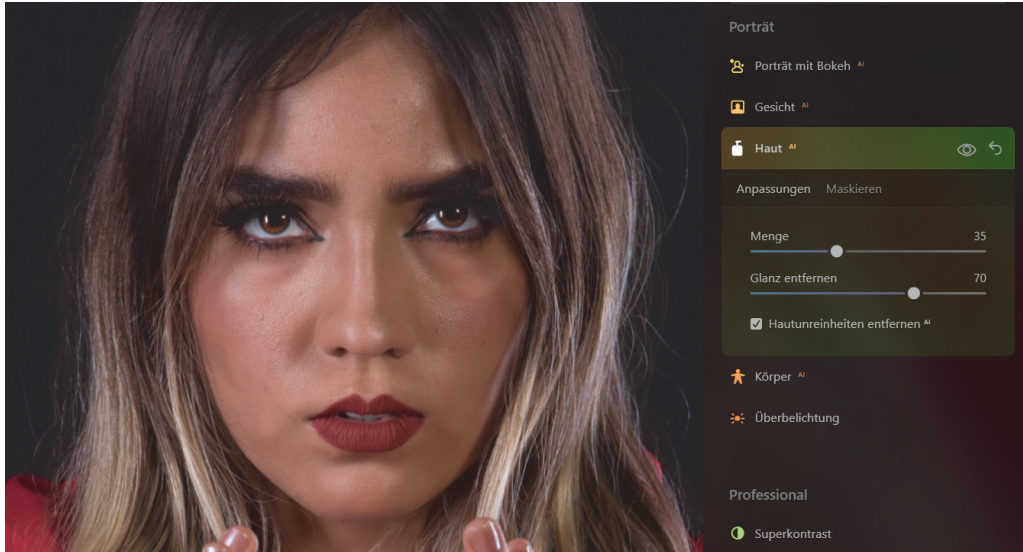 Porträt
Porträt mit Bokeh AI
Gesicht AI
Haut AI
Anpassungen Maskieren
Menge 35
Glanz entfernen 70
Hautunreinheiten entfernen AI
Körper AI
Überbelichtung
Professional
Superkontrast